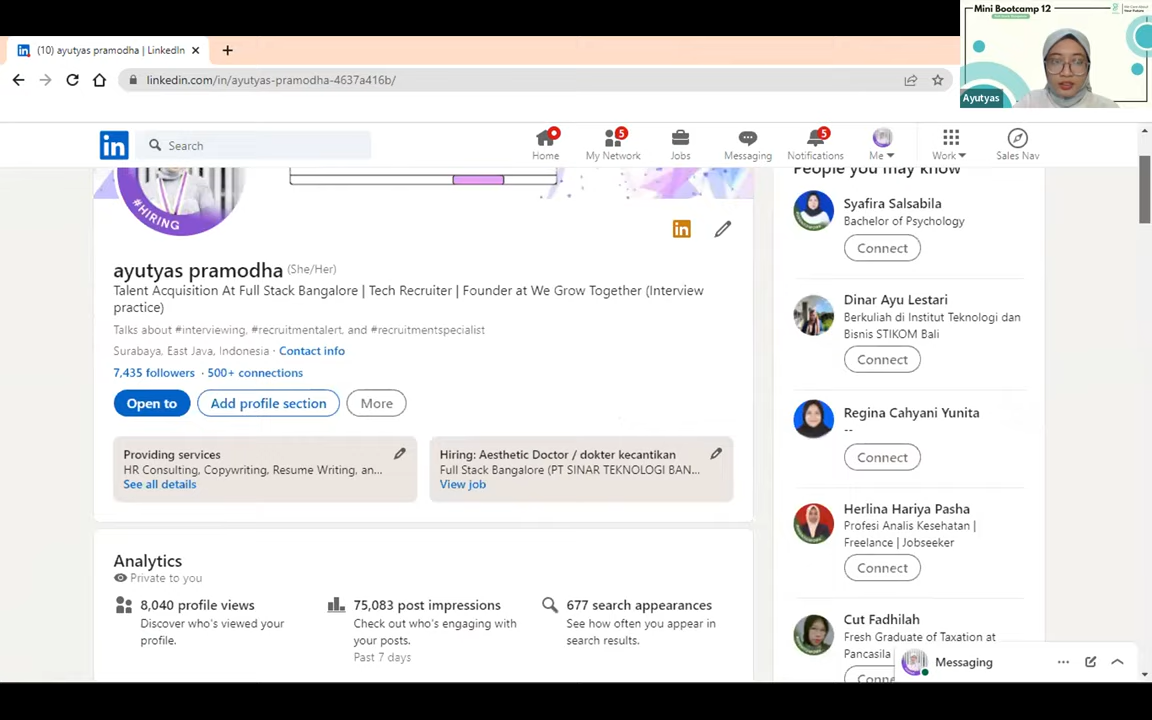 (10) ayutyas pramodha | LinkedIn
linkedin.com/in/ayutyas-pramodha-4637a416b/
Mini Bootcamp 12
Ayutyas
in
Search
Home
5
My Network
Jobs
Messaging
5
Notifications
Me
Work
Sales Nav
#HIRING
in
ayutyas pramodha (She/Her)
Talent Acquisition At Full Stack Bangalore | Tech Recruiter | Founder at We Grow Together (Interview
practice)
Talks about #interviewing, #recruitmentalert, and #recruitmentspecialist
Surabaya, East Java, Indonesia · Contact info
7,435 followers · 500+ connections
Open to
Add profile section
More
Providing services
HR Consulting, Copywriting, Resume Writing, an...
See all details
Hiring: Aesthetic Doctor / dokter kecantikan
Full Stack Bangalore (PT SINAR TEKNOLOGI BAN...
View job
Analytics
Private to you
8,040 profile views
Discover who's viewed your
profile.
75,083 post impressions
Check out who's engaging with
your posts.
Past 7 days
677 search appearances
See how often you appear in
search results.
People you may know
Syafira Salsabila
Bachelor of Psychology
Connect
Dinar Ayu Lestari
Berkuliah di Institut Teknologi dan
Bisnis STIKOM Bali
Connect
Regina Cahyani Yunita
--
Connect
Herlina Hariya Pasha
Profesi Analis Kesehatan |
Freelance | Jobseeker
Connect
Cut Fadhilah
Fresh Graduate of Taxation at
Pancasila
Messaging